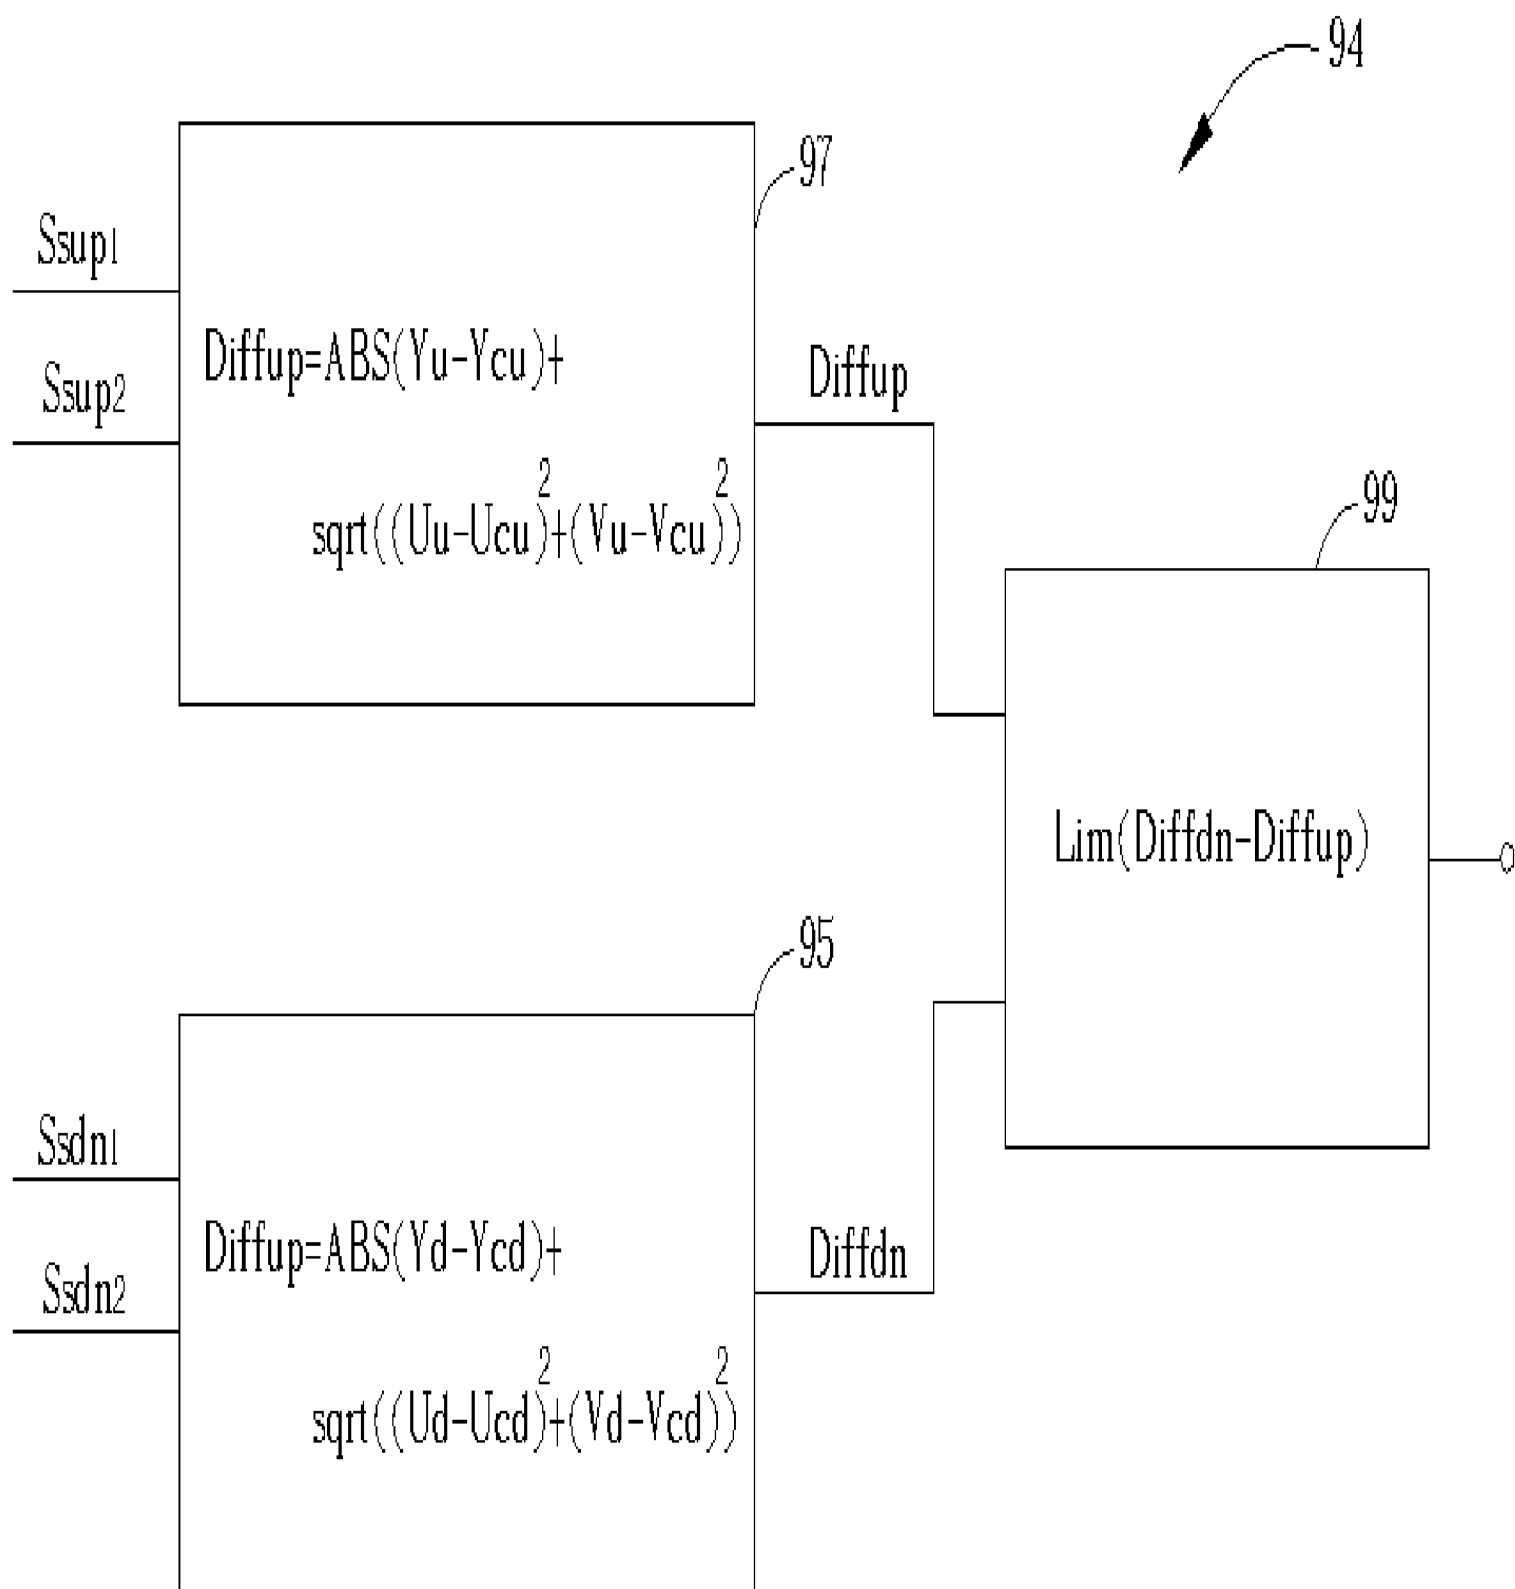 94
97
Ssup1
Ssup2
Diffup=ABS(Yu-Ycu)+
sqrt((Uu-Ucu)²+(Vu-Vcu)²)
Diffup
99
Lim(Diffdn-Diffup)
95
Ssdn1
Ssdn2
Diffup=ABS(Yd-Ycd)+
sqrt((Ud-Ucd)²+(Vd-Vcd)²)
Diffdn